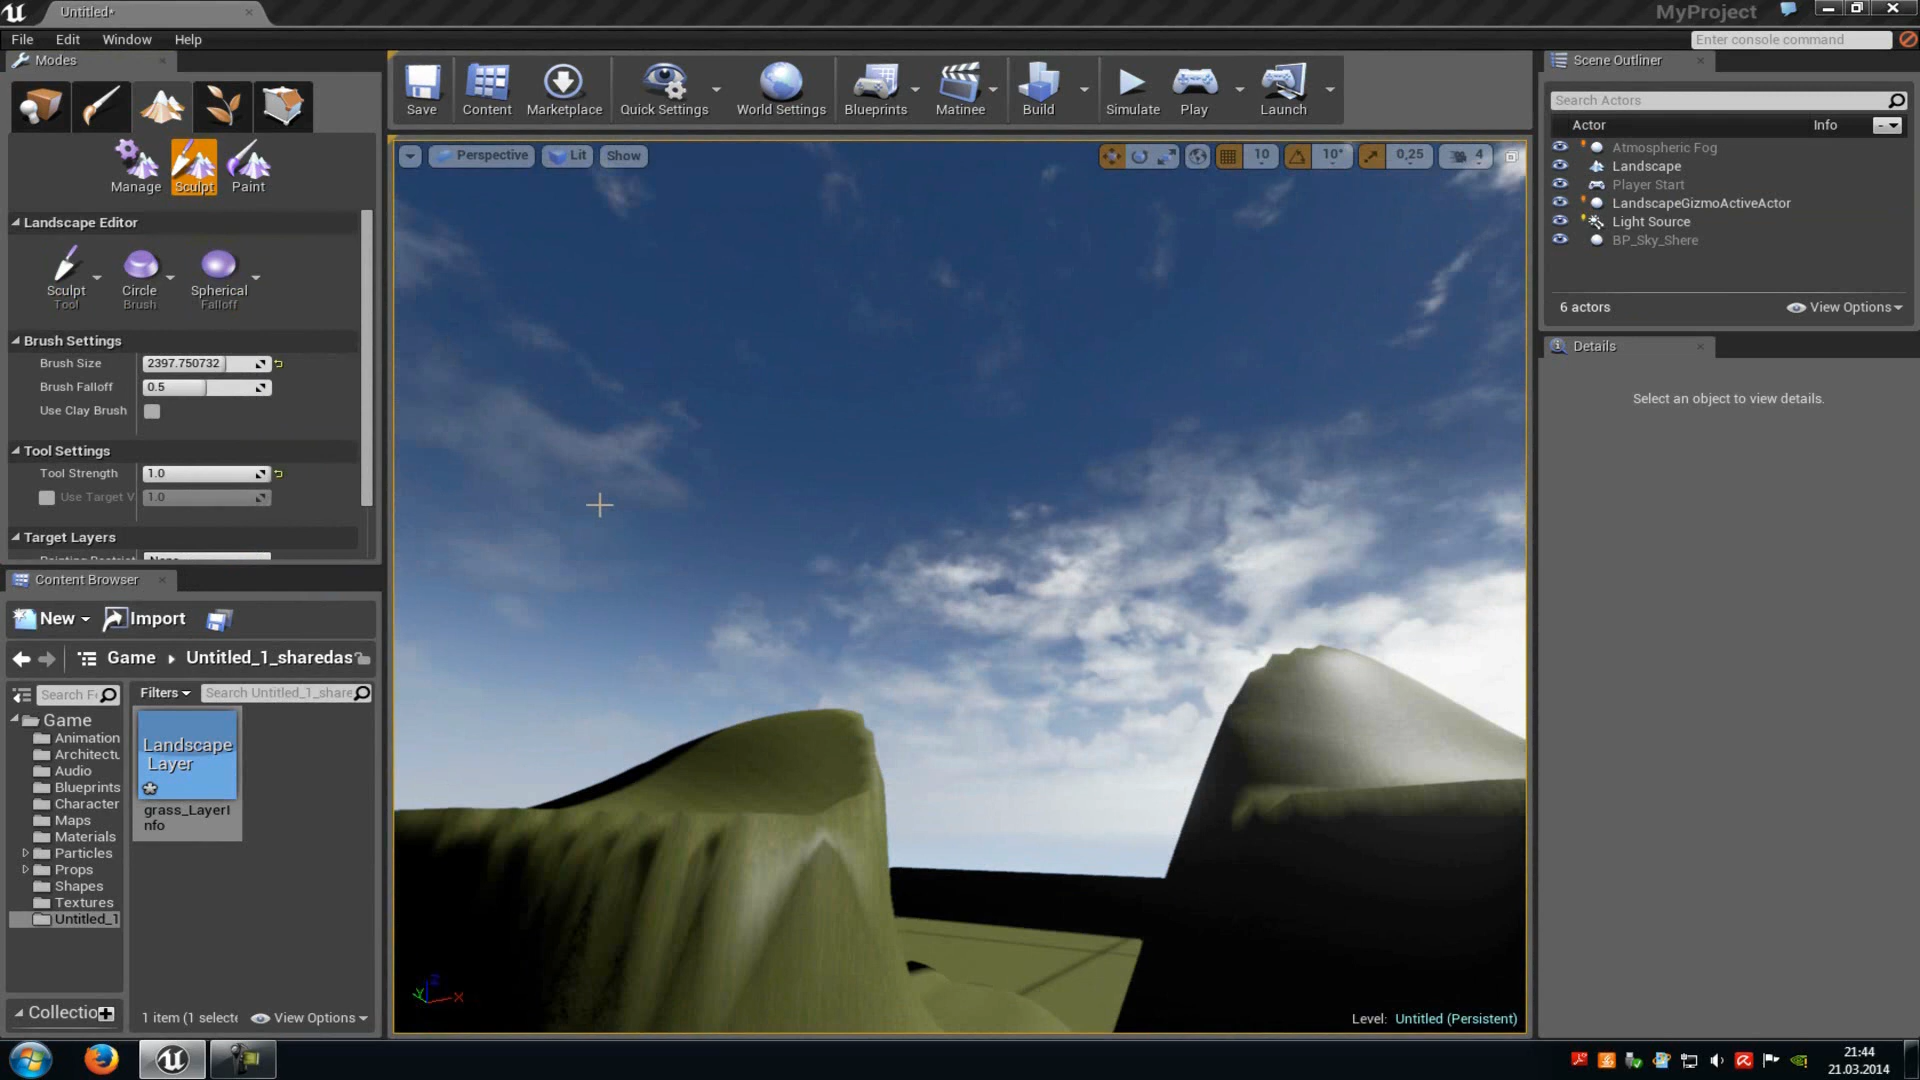 Untitled*
MyProject
File Edit Window Help
Enter console command
Modes
Save Content Marketplace Quick Settings World Settings Blueprints Matinee Build Simulate Play Launch
Scene Outliner
Search Actors
Actor Info
Atmospheric Fog
Landscape
Player Start
LandscapeGizmoActiveActor
Light Source
BP_Sky_Shere
6 actors
View Options
Details
Select an object to view details.
Manage Sculpt Paint
Landscape Editor
Sculpt Circle Spherical
Tool Brush Falloff
Brush Settings
Brush Size 2397.750732
Brush Falloff 0.5
Use Clay Brush
Tool Settings
Tool Strength 1.0
Use Target V 1.0
Target Layers
Perspective Lit Show
10 10° 0,25 4
Content Browser
New Import
Game Untitled_1_sharedas
Filters
Search Untitled_1_share
Game
Animation
Architectu
Audio
Blueprints
Character
Maps
Materials
Particles
Props
Shapes
Textures
Untitled_1
Landscape
Layer
grass_LayerI
nfo
Collectio
1 item (1 selecte
View Options
Level: Untitled (Persistent)
Z
Y
X
21:44
21.03.2014